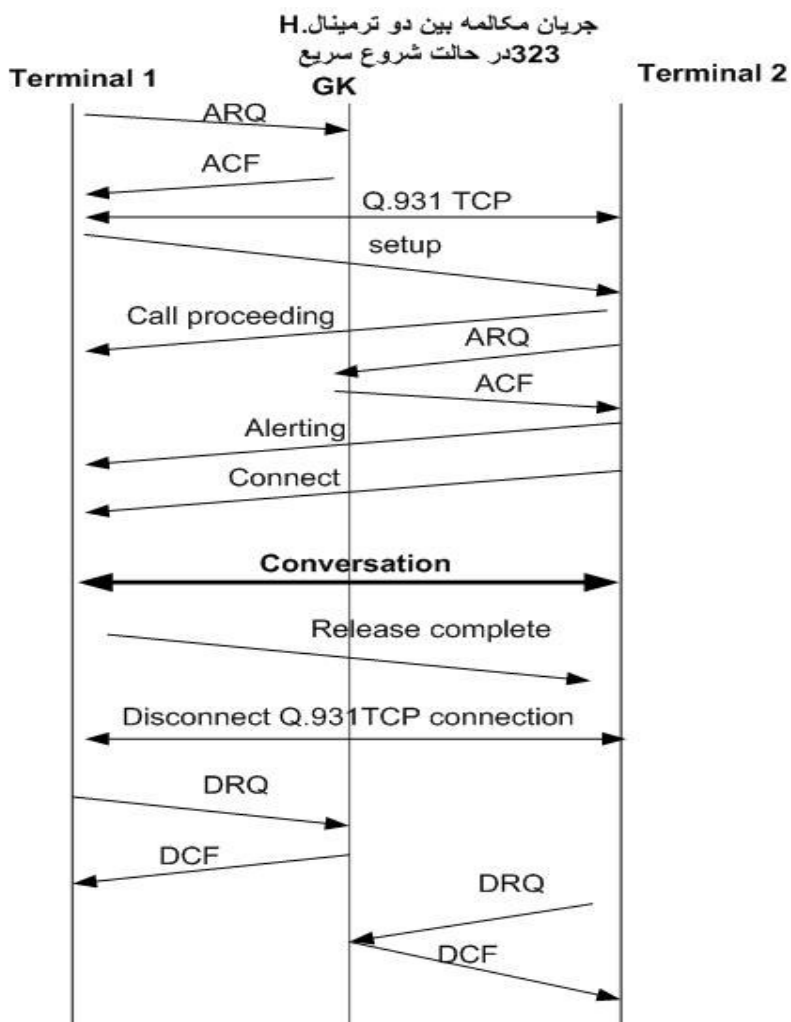 جریان مکالمه بین دو ترمینال.H
323در حالت شروع سریع
Terminal 1
GK
Terminal 2
ARQ
ACF
Q.931 TCP
setup
Call proceeding
ARQ
ACF
Alerting
Connect
Conversation
Release complete
Disconnect Q.931TCP connection
DRQ
DCF
DRQ
DCF